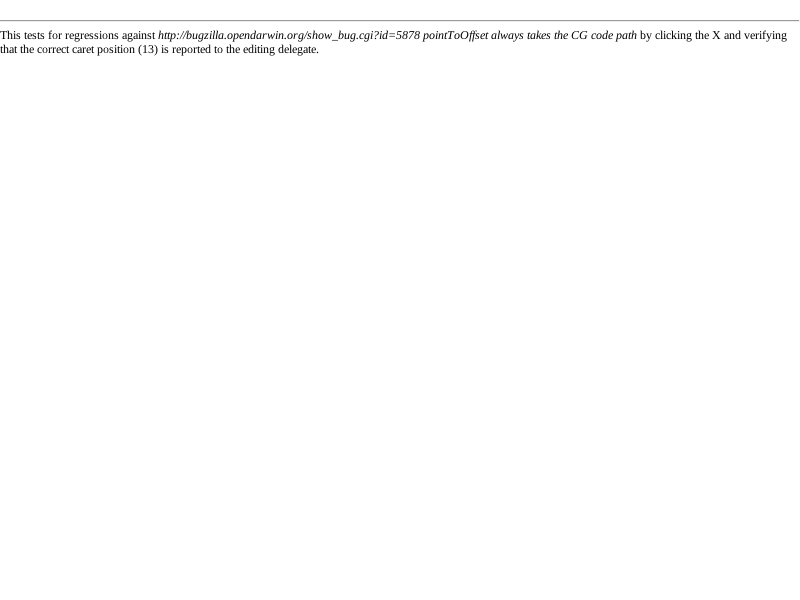 This tests for regressions against http://bugzilla.opendarwin.org/show_bug.cgi?id=5878 pointToOffset always takes the CG code path by clicking the X and verifying
that the correct caret position (13) is reported to the editing delegate.